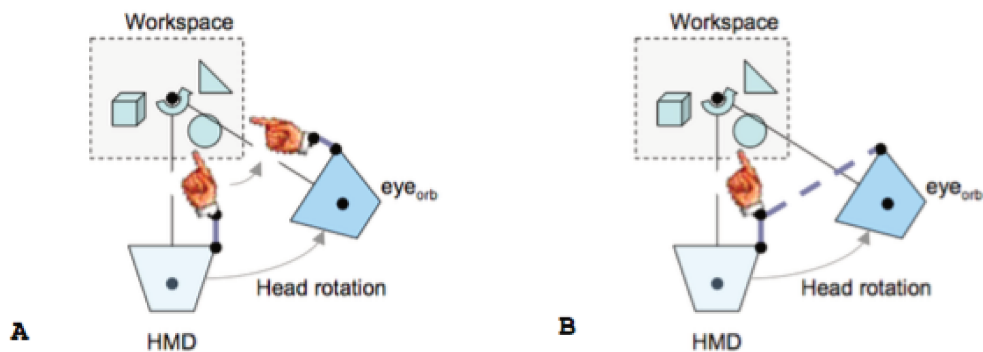 Workspace
eyeorb
Head rotation
HMD
A
Workspace
eyeorb
Head rotation
HMD
B